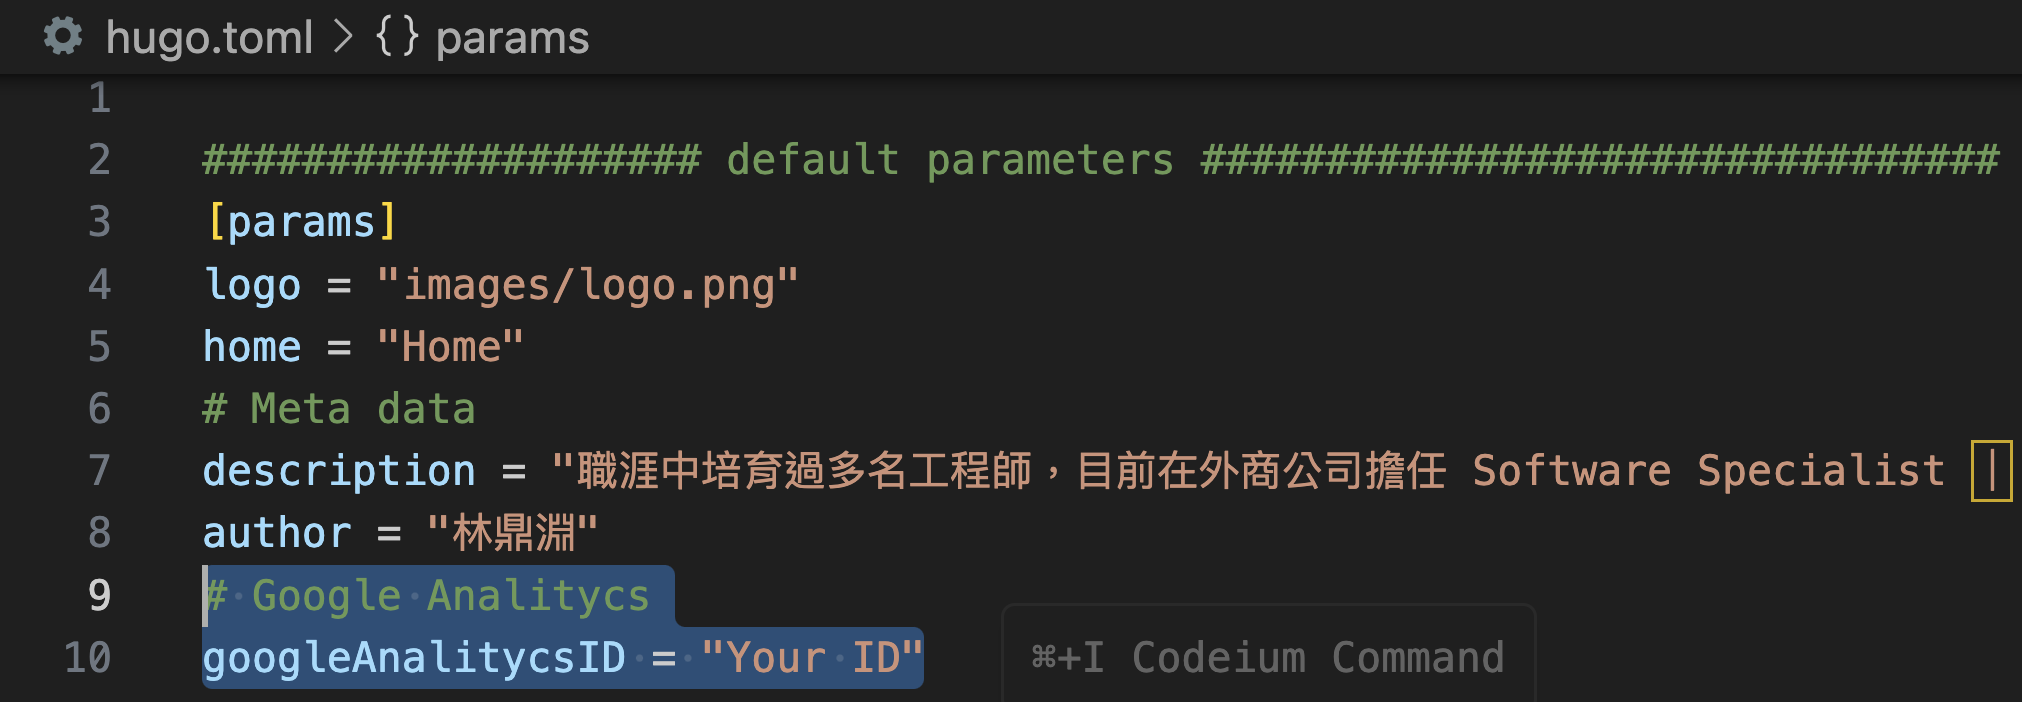 hugo.toml > {} params
1
2 #################### default parameters ################################
3 [params]
4 logo = "images/logo.png"
5 home = "Home"
6 # Meta data
7 description = "職涯中培育過多名工程師，目前在外商公司擔任 Software Specialist |
8 author = "林鼎淵"
9 # Google Analitycs
10 googleAnalitycsID = "Your ID"
⌘+I Codeium Command